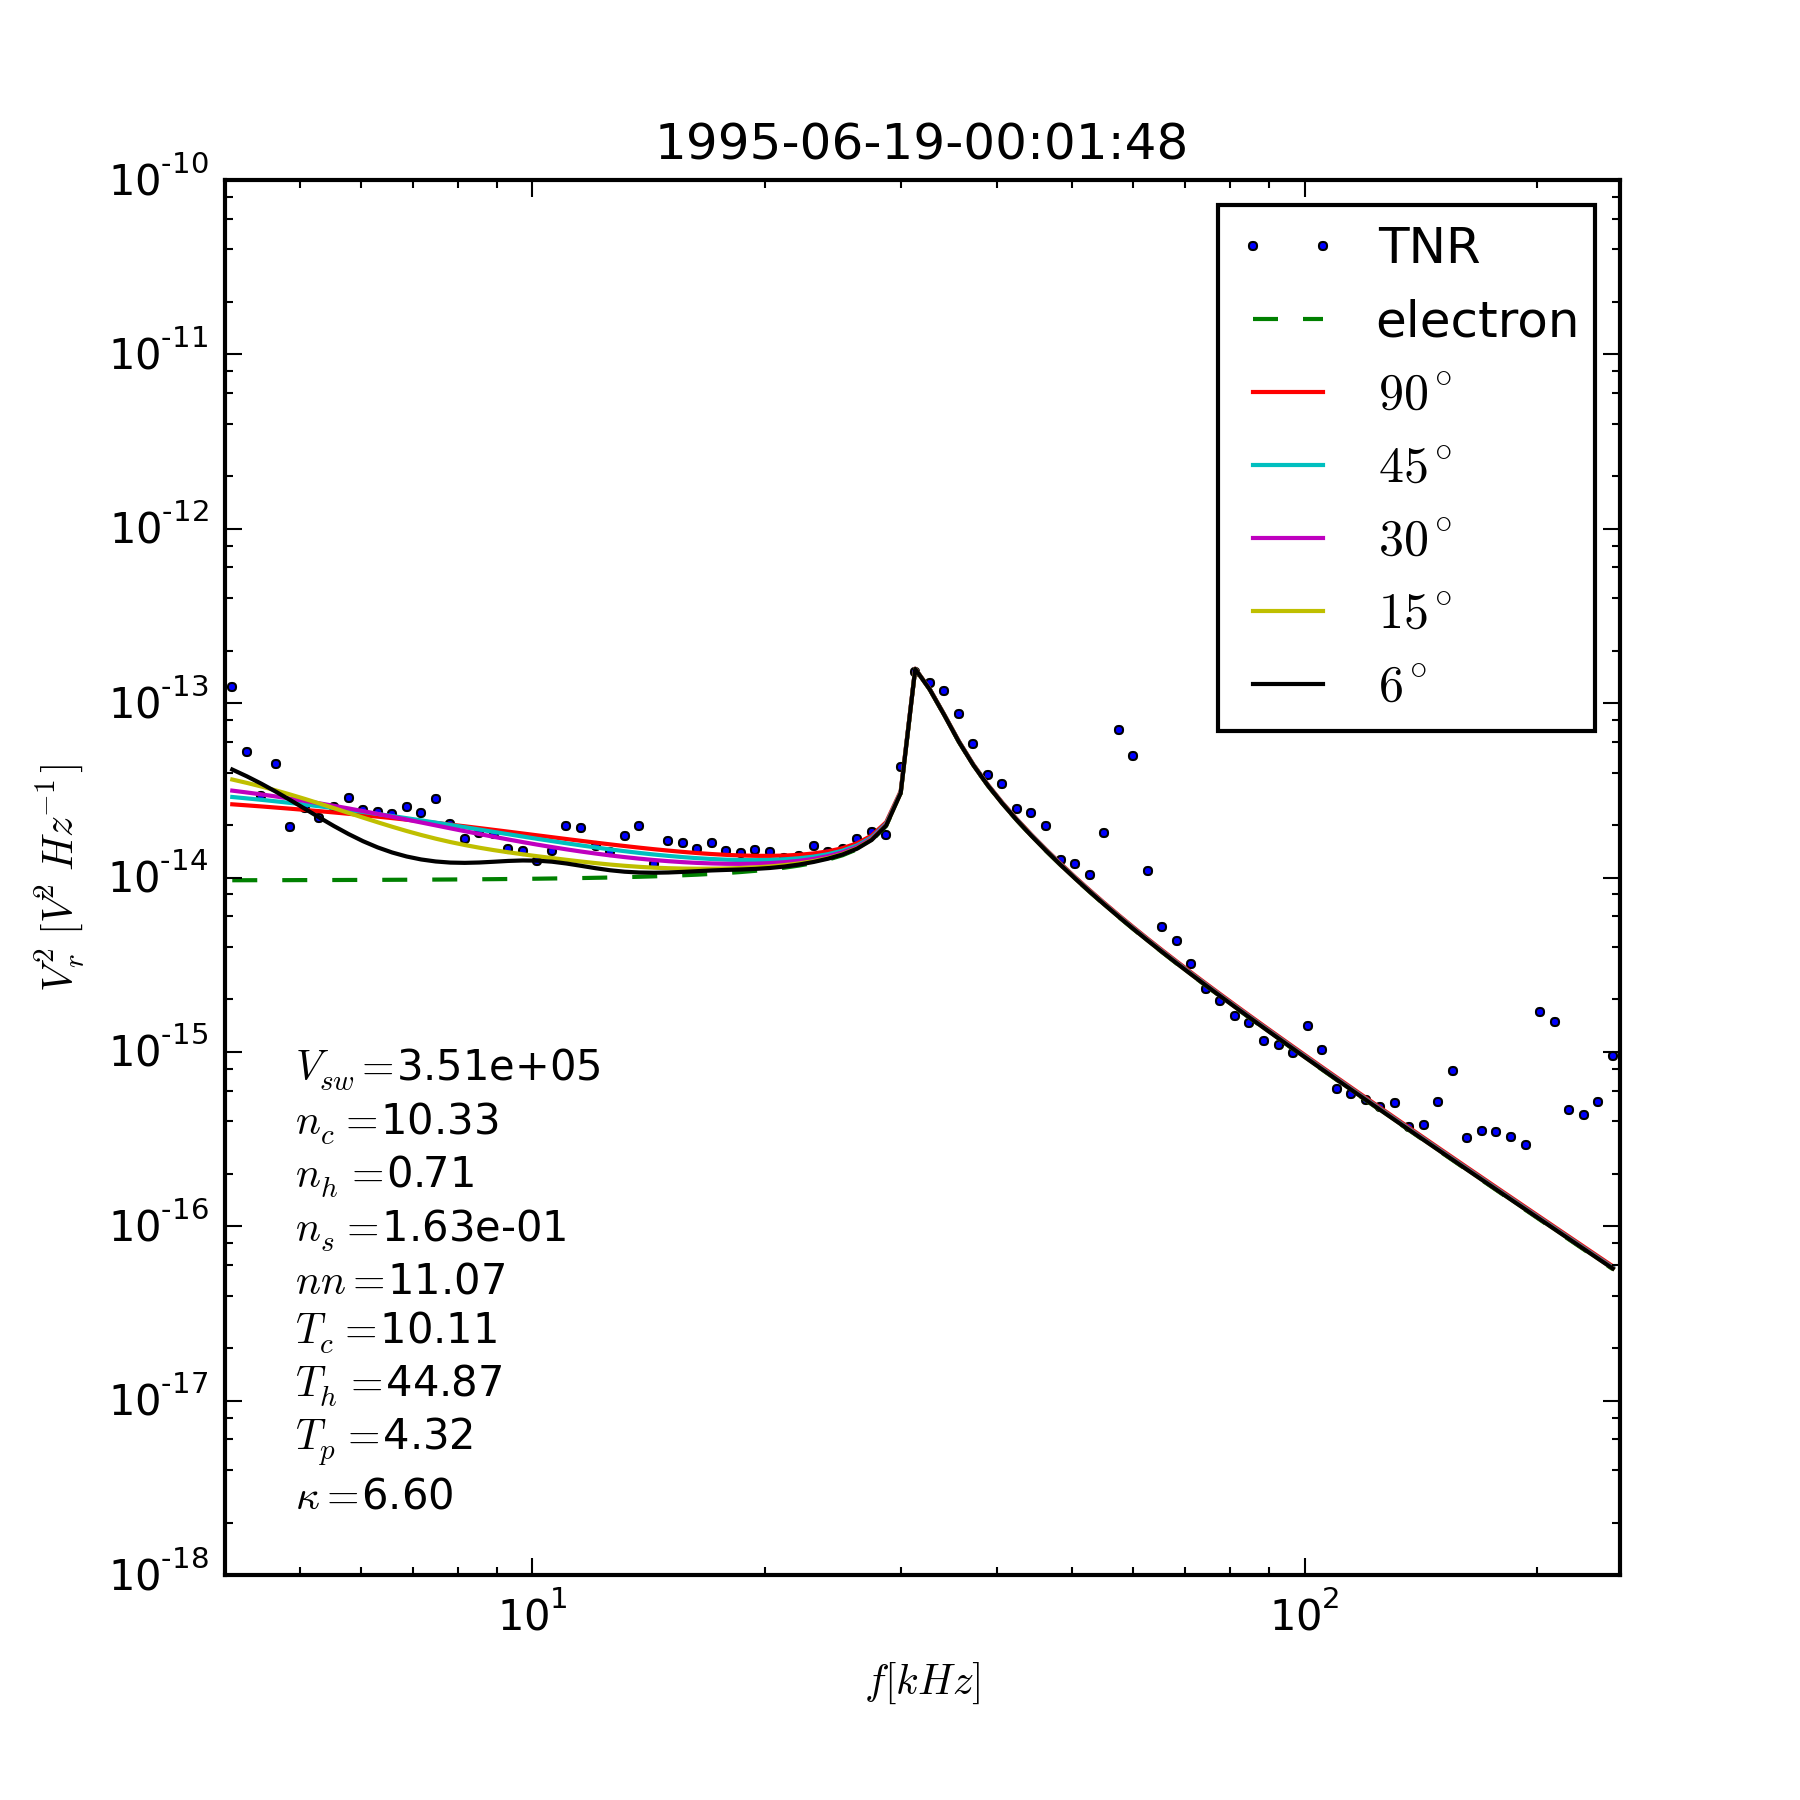 1995-06-19-00:01:48
10^-10
10^-11
10^-12
10^-13
10^-14
10^-15
10^-16
10^-17
10^-18
V_r^2 [V^2 Hz^-1]
TNR
electron
90°
45°
30°
15°
6°
V_sw=3.51e+05
n_c=10.33
n_h=0.71
n_s=1.63e-01
nn=11.07
T_c=10.11
T_h=44.87
T_p=4.32
κ=6.60
10^1 10^2
f[kHz]